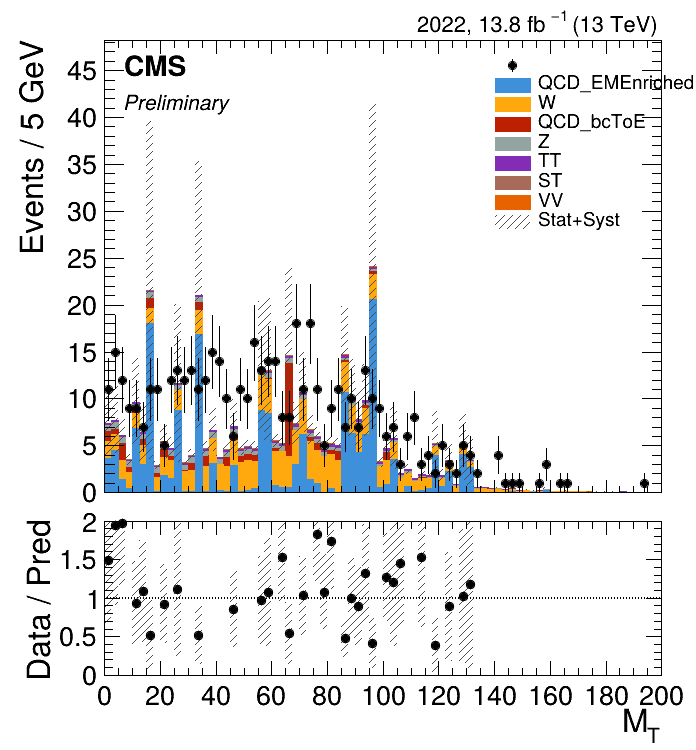 2022, 13.8 fb⁻¹ (13 TeV)
CMS
Preliminary
QCD_EMEnriched
W
QCD_bcToE
Z
TT
ST
VV
Stat+Syst
Events / 5 GeV
45
40
35
30
25
20
15
10
5
0
Data / Pred
2
1.5
1
0.5
0
0 20 40 60 80 100 120 140 160 180 200
M_T